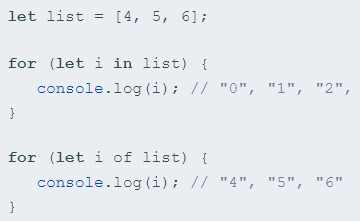 let list = [4, 5, 6];
for (let i in list) {
console.log(i); // "0", "1", "2",
}
for (let i of list) {
console.log(i); // "4", "5", "6"
}